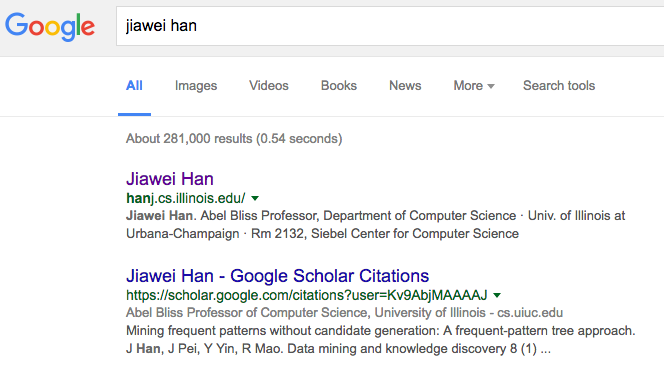 Google
jiawei han
All Images Videos Books News More Search tools
About 281,000 results (0.54 seconds)
Jiawei Han
hanj.cs.illinois.edu/
Jiawei Han. Abel Bliss Professor, Department of Computer Science · Univ. of Illinois at
Urbana-Champaign · Rm 2132, Siebel Center for Computer Science
Jiawei Han - Google Scholar Citations
https://scholar.google.com/citations?user=Kv9AbjMAAAAJ
Abel Bliss Professor of Computer Science, University of Illinois - cs.uiuc.edu
Mining frequent patterns without candidate generation: A frequent-pattern tree approach.
J Han, J Pei, Y Yin, R Mao. Data mining and knowledge discovery 8 (1) ...